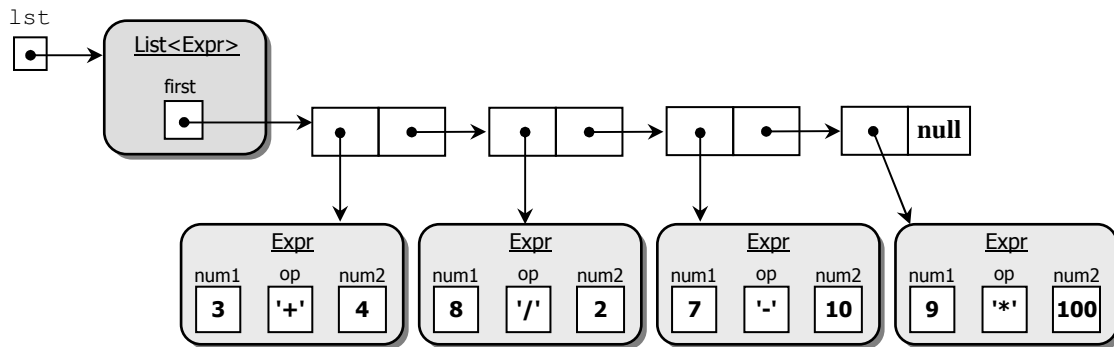 lst
List<Expr>
first
null
Expr
num1 op num2
3 '+' 4
Expr
num1 op num2
8 '/' 2
Expr
num1 op num2
7 '-' 10
Expr
num1 op num2
9 '*' 100